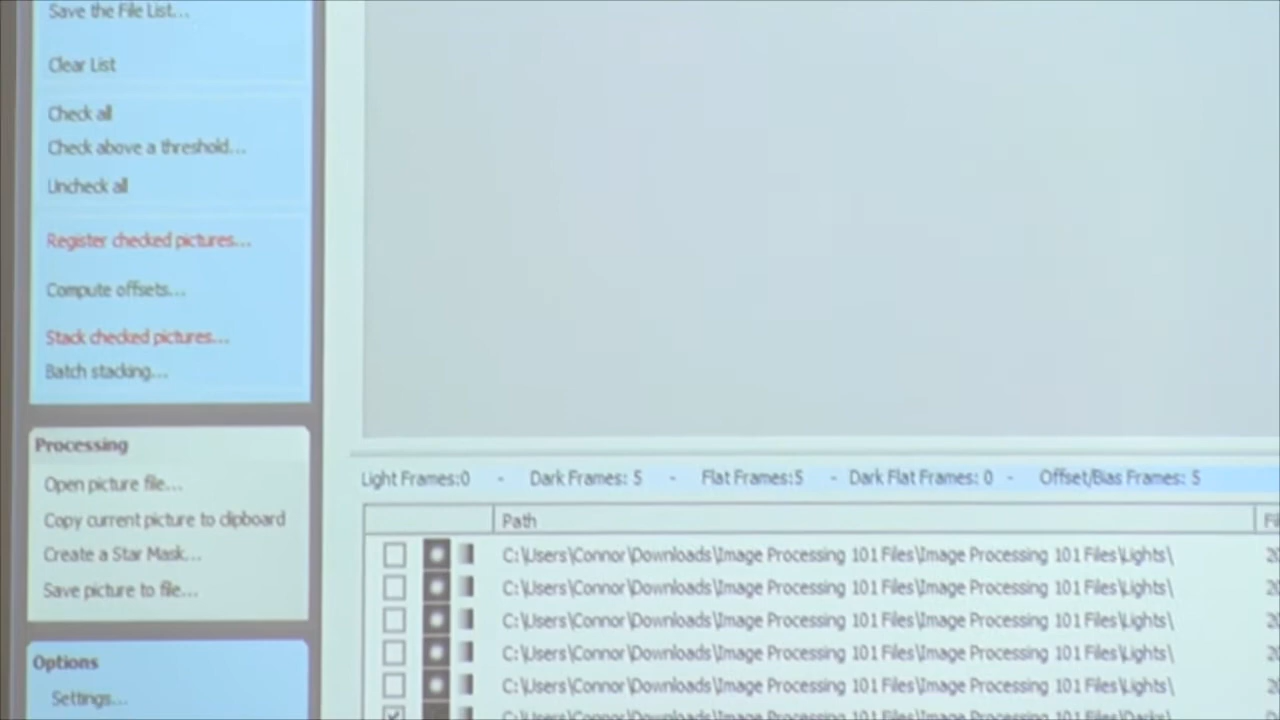 Save the File List...
Clear List
Check all
Check above a threshold...
Uncheck all
Register checked pictures...
Compute offsets...
Stack checked pictures...
Batch stacking...
Processing
Open picture file...
Copy current picture to clipboard
Create a Star Mask...
Save picture to file...
Options
Settings...
Light Frames:0 - Dark Frames: 5 - Flat Frames:5 - Dark Flat Frames: 0 - Offset/Bias Frames: 5
Path
C:\Users\Connor\Downloads\Image Processing 101 Files\Image Processing 101 Files\Lights\
C:\Users\Connor\Downloads\Image Processing 101 Files\Image Processing 101 Files\Lights\
C:\Users\Connor\Downloads\Image Processing 101 Files\Image Processing 101 Files\Lights\
C:\Users\Connor\Downloads\Image Processing 101 Files\Image Processing 101 Files\Lights\
C:\Users\Connor\Downloads\Image Processing 101 Files\Image Processing 101 Files\Lights\